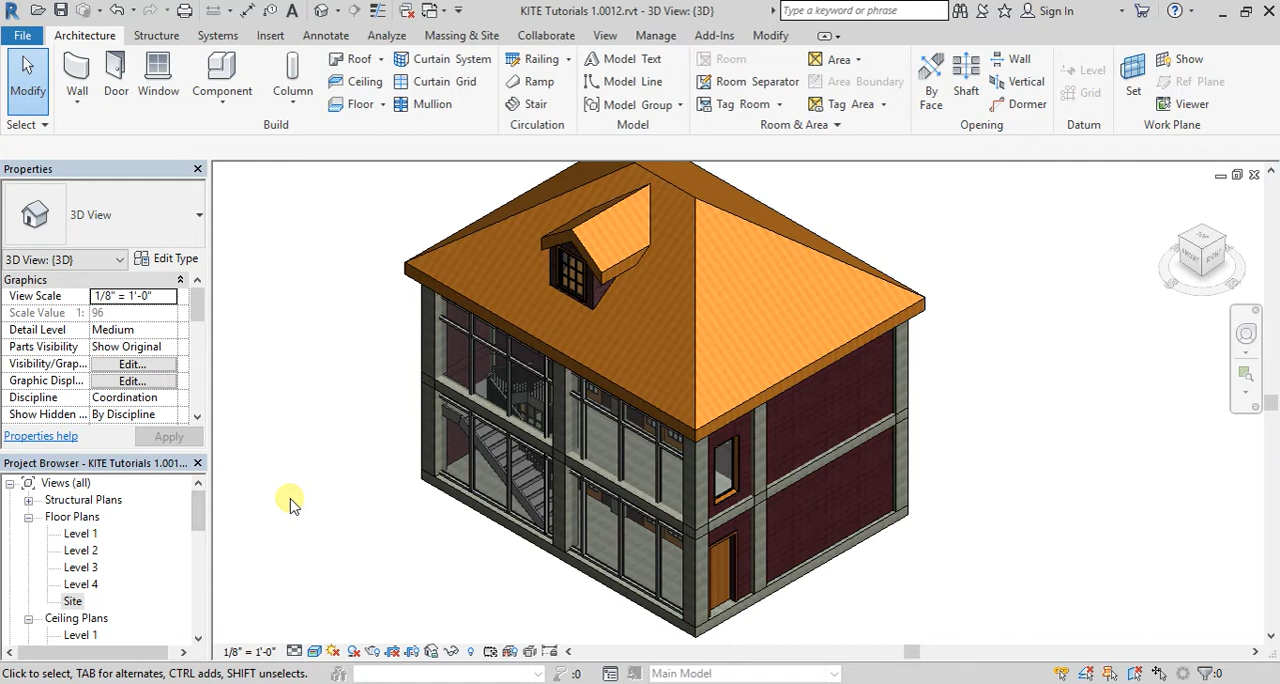 KITE Tutorials 1.0012.rvt - 3D View: {3D}
Type a keyword or phrase
Sign In
File
Architecture
Structure
Systems
Insert
Annotate
Analyze
Massing & Site
Collaborate
View
Manage
Add-Ins
Modify
Modify
Wall
Door
Window
Component
Column
Roof
Ceiling
Floor
Curtain System
Curtain Grid
Mullion
Railing
Ramp
Stair
Model Text
Model Line
Model Group
Room
Room Separator
Tag Room
Area
Area Boundary
Tag Area
By Face
Shaft
Wall
Vertical
Dormer
Level
Grid
Set
Show
Ref Plane
Viewer
Select
Build
Circulation
Model
Room & Area
Opening
Datum
Work Plane
Properties
3D View
3D View: {3D}
Edit Type
Graphics
View Scale 1/8" = 1'-0"
Scale Value 1: 96
Detail Level Medium
Parts Visibility Show Original
Visibility/Grap... Edit...
Graphic Displ... Edit...
Discipline Coordination
Show Hidden ... By Discipline
Properties help
Apply
Project Browser - KITE Tutorials 1.001...
Views (all)
Structural Plans
Floor Plans
Level 1
Level 2
Level 3
Level 4
Site
Ceiling Plans
Level 1
TOP
FRONT
RIGHT
1/8" = 1'-0"
Click to select, TAB for alternates, CTRL adds, SHIFT unselects.
:0
Main Model
:0